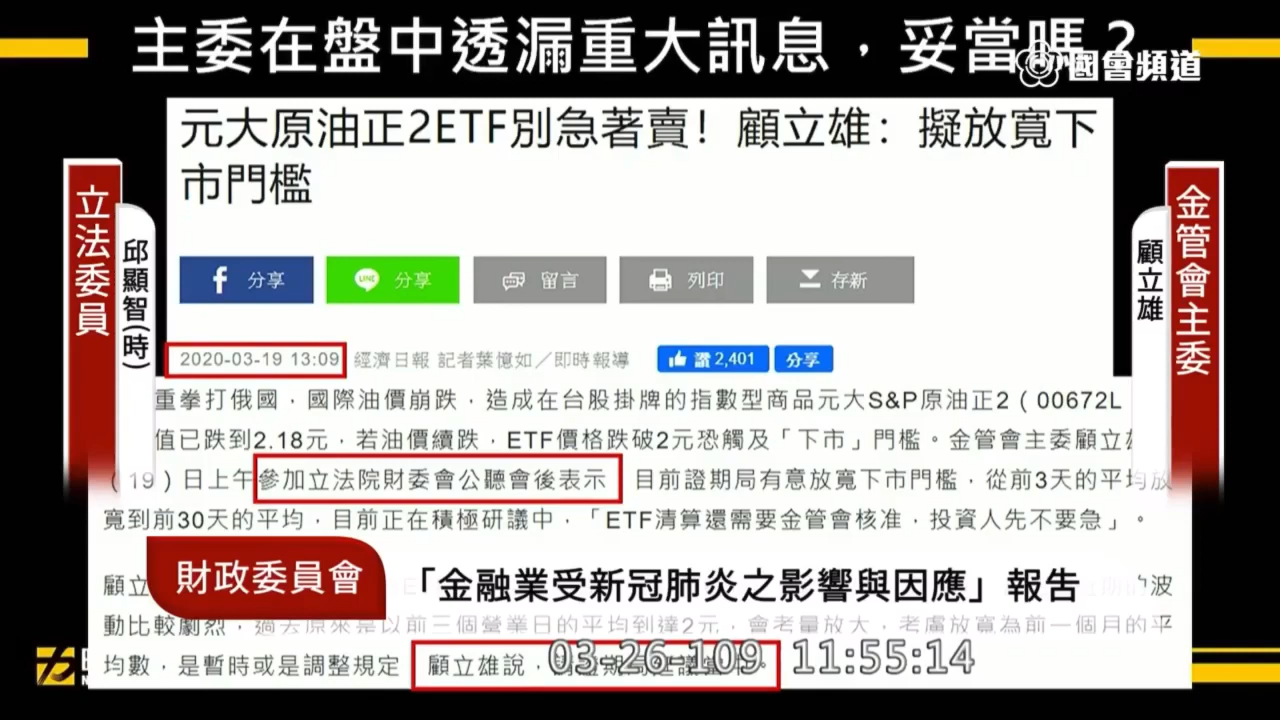 主委在盤中透漏重大訊息，妥當嗎？
國會頻道
元大原油正2ETF別急著賣！顧立雄：擬放寬下
市門檻
立法委員
邱顯智(時)
金管會主委
顧立雄
分享
LINE
分享
留言
列印
存新
2020-03-19 13:09 經濟日報 記者葉憶如／即時報導
讚 2,401
分享
重拳打俄國，國際油價崩跌，造成在台股掛牌的指數型商品元大S&P原油正2（00672L
值已跌到2.18元，若油價續跌，ETF價格跌破2元恐觸及「下市」門檻。金管會主委顧立雄
（19）日上午參加立法院財委會公聽會後表示 目前證期局有意放寬下市門檻，從前3天的平均放
寬到前30天的平均，目前正在積極研議中，「ETF清算還需要金管會核准，投資人先不要急」。
財政委員會
「金融業受新冠肺炎之影響與因應」報告
顧立
波
動比較劇烈，過去原來是以前三個營業日的平均到達2元，會考量放大，考慮放寬為前一個月的平
均數，是暫時或是調整規定
顧立雄說，
03-26-109 11:55:14